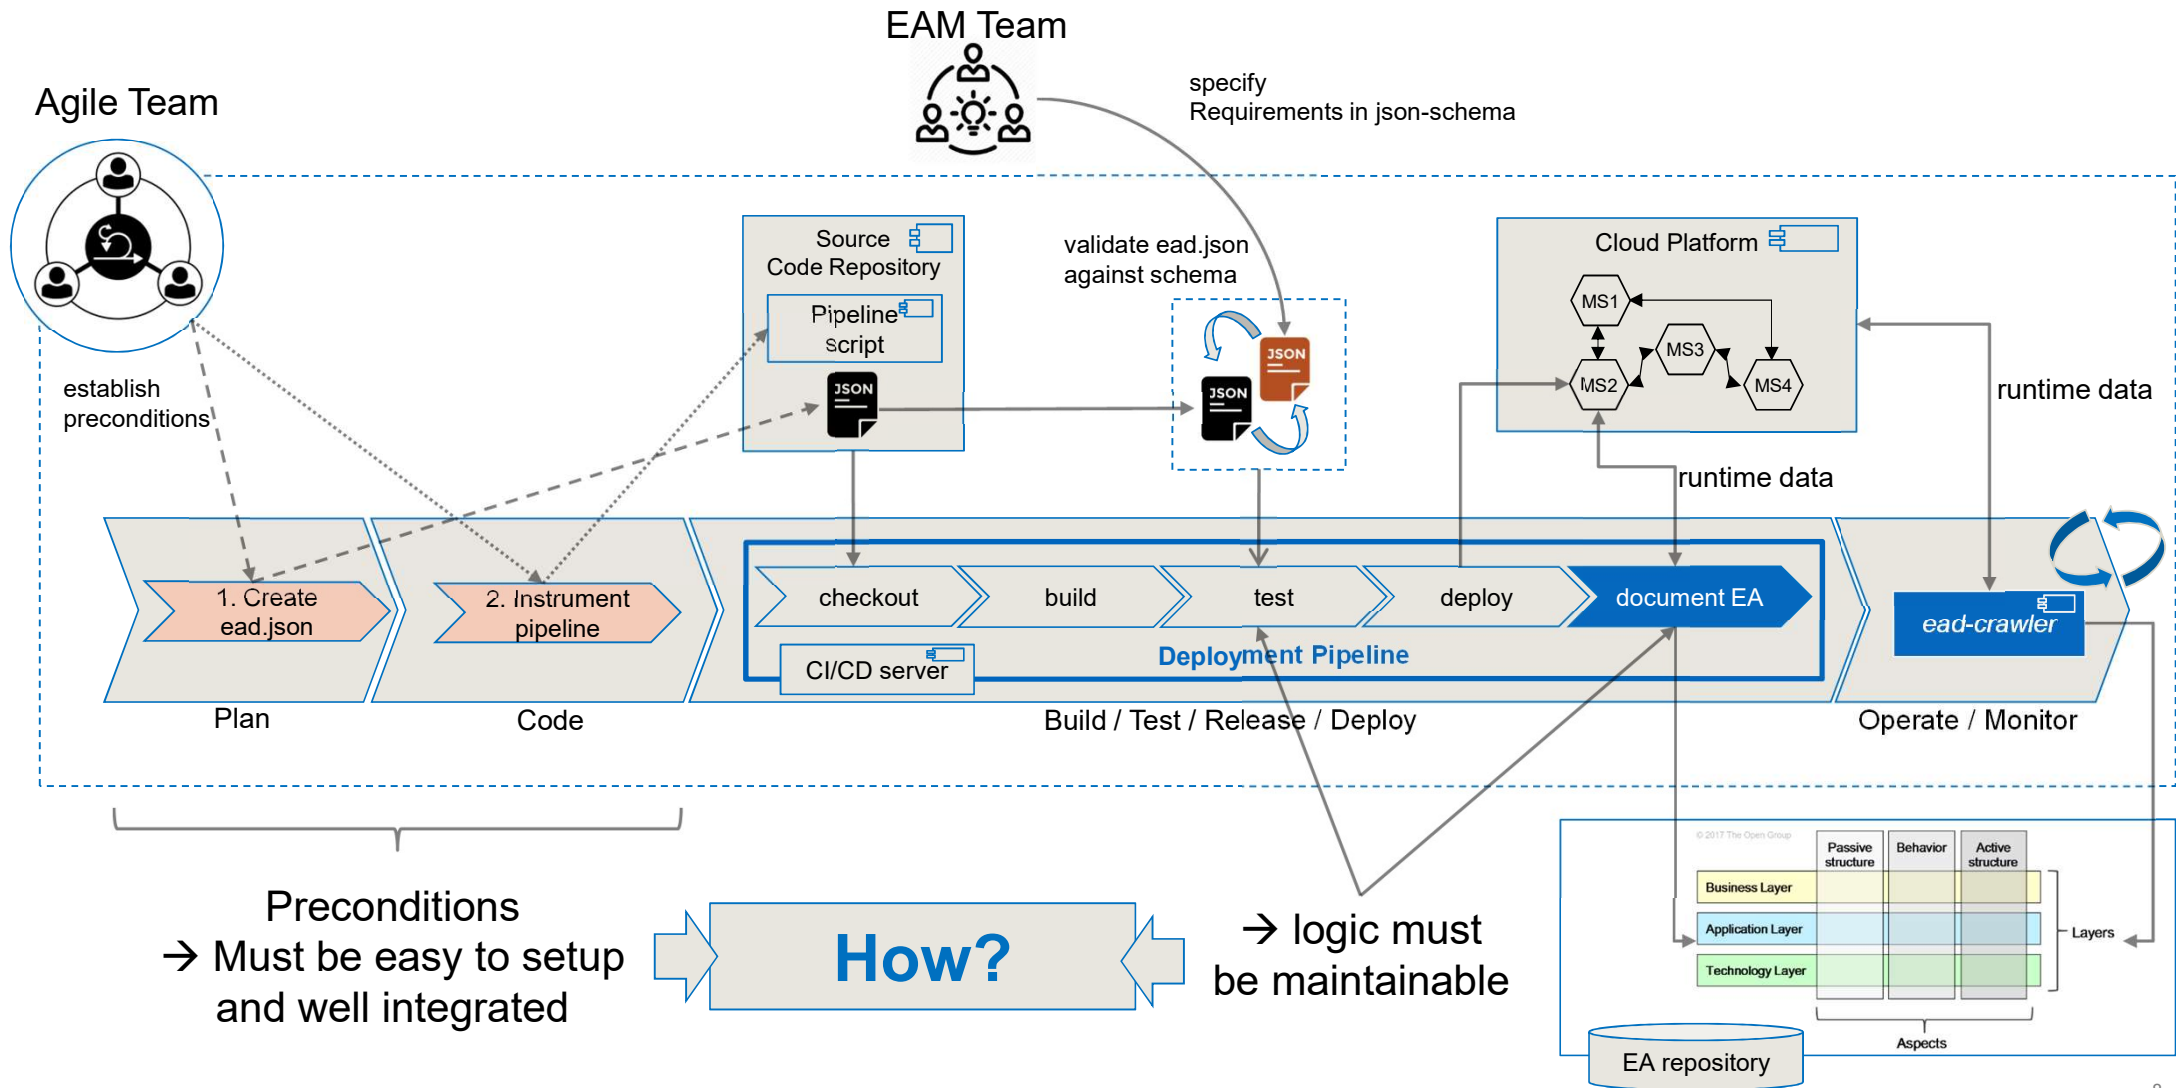 EAM Team
Agile Team
specify
Requirements in json-schema
Source
Code Repository
Pipeline
script
JSON
validate ead.json
against schema
JSON
JSON
Cloud Platform
MS1
MS2
MS3
MS4
runtime data
runtime data
establish
preconditions
1. Create
ead.json
2. Instrument
pipeline
checkout
build
test
deploy
document EA
ead-crawler
Deployment Pipeline
CI/CD server
Plan
Code
Build / Test / Release / Deploy
Operate / Monitor
Preconditions
→ Must be easy to setup
and well integrated
How?
→ logic must
be maintainable
© 2017 The Open Group
Passive
structure
Behavior
Active
structure
Business Layer
Application Layer
Technology Layer
Layers
Aspects
EA repository